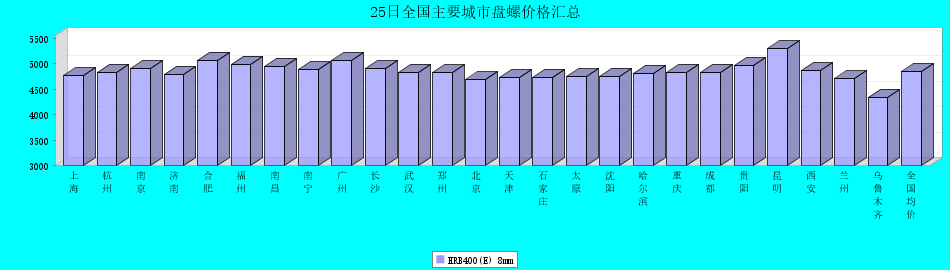 25日全国主要城市盘螺价格汇总
5500
5000
4500
4000
3500
3000
上海
杭州
南京
济南
合肥
福州
南昌
南宁
广州
长沙
武汉
郑州
北京
天津
石家庄
太原
沈阳
哈尔滨
重庆
成都
贵阳
昆明
西安
兰州
乌鲁木齐
全国均价
HRB400(E) 8mm